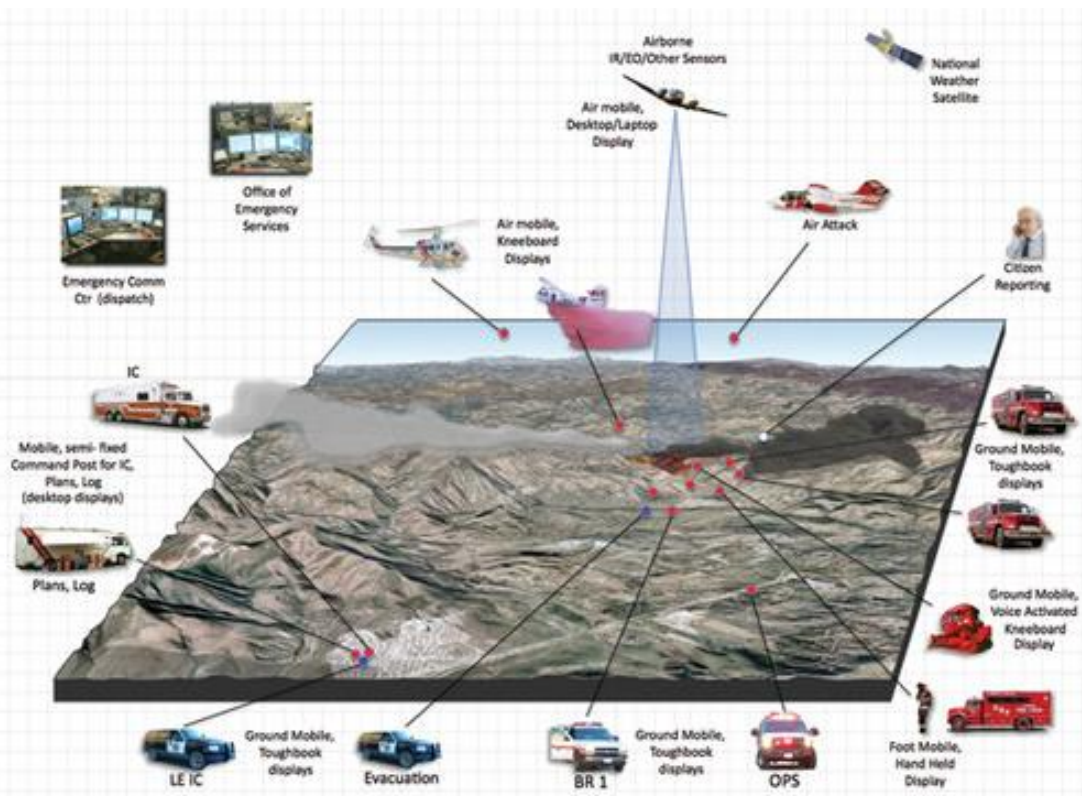 Airborne
IR/EO/Other Sensors
National
Weather
Satellite
Air mobile,
Desktop/Laptop
Display
Office of
Emergency
Services
Air mobile,
Kneeboard
Displays
Air Attack
Emergency Comm
Ctr (dispatch)
Citizen
Reporting
IC
Mobile, semi- fixed
Command Post for IC,
Plans, Log
(desktop displays)
Ground Mobile,
Toughbook
displays
Plans, Log
Ground Mobile,
Voice Activated
Kneeboard
Display
Ground Mobile,
Toughbook
displays
LE IC
Evacuation
Ground Mobile,
Toughbook
displays
BR 1
OPS
Foot Mobile,
Hand Held
Display